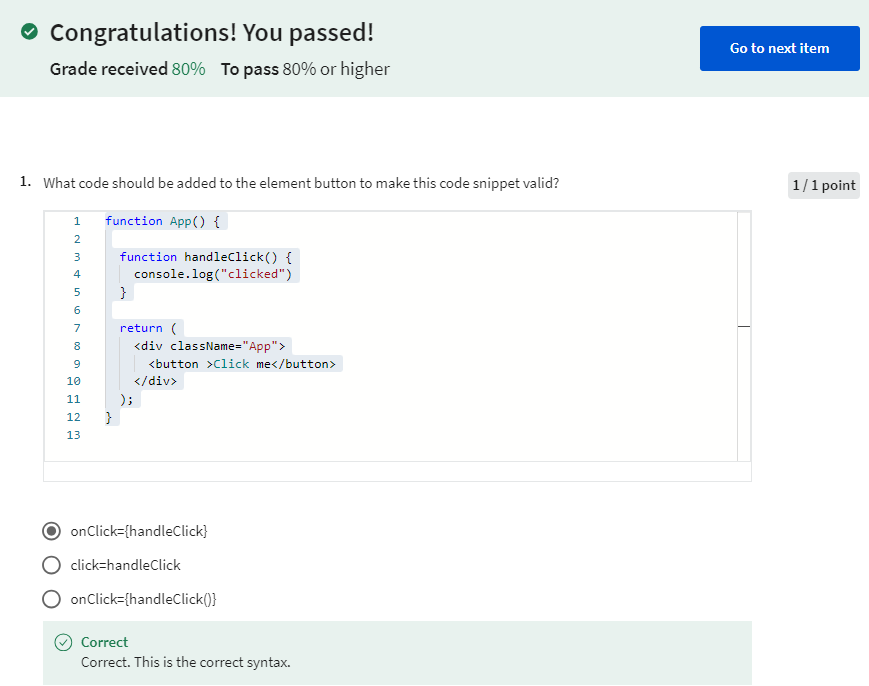 Congratulations! You passed!
Grade received 80% To pass 80% or higher
Go to next item
1. What code should be added to the element button to make this code snippet valid?
1 / 1 point
1 function App() {
2
3 function handleClick() {
4 console.log("clicked")
5 }
6
7 return (
8 <div className="App">
9 <button >Click me</button>
10 </div>
11 );
12 }
13
onClick={handleClick}
click=handleClick
onClick={handleClick()}
Correct
Correct. This is the correct syntax.